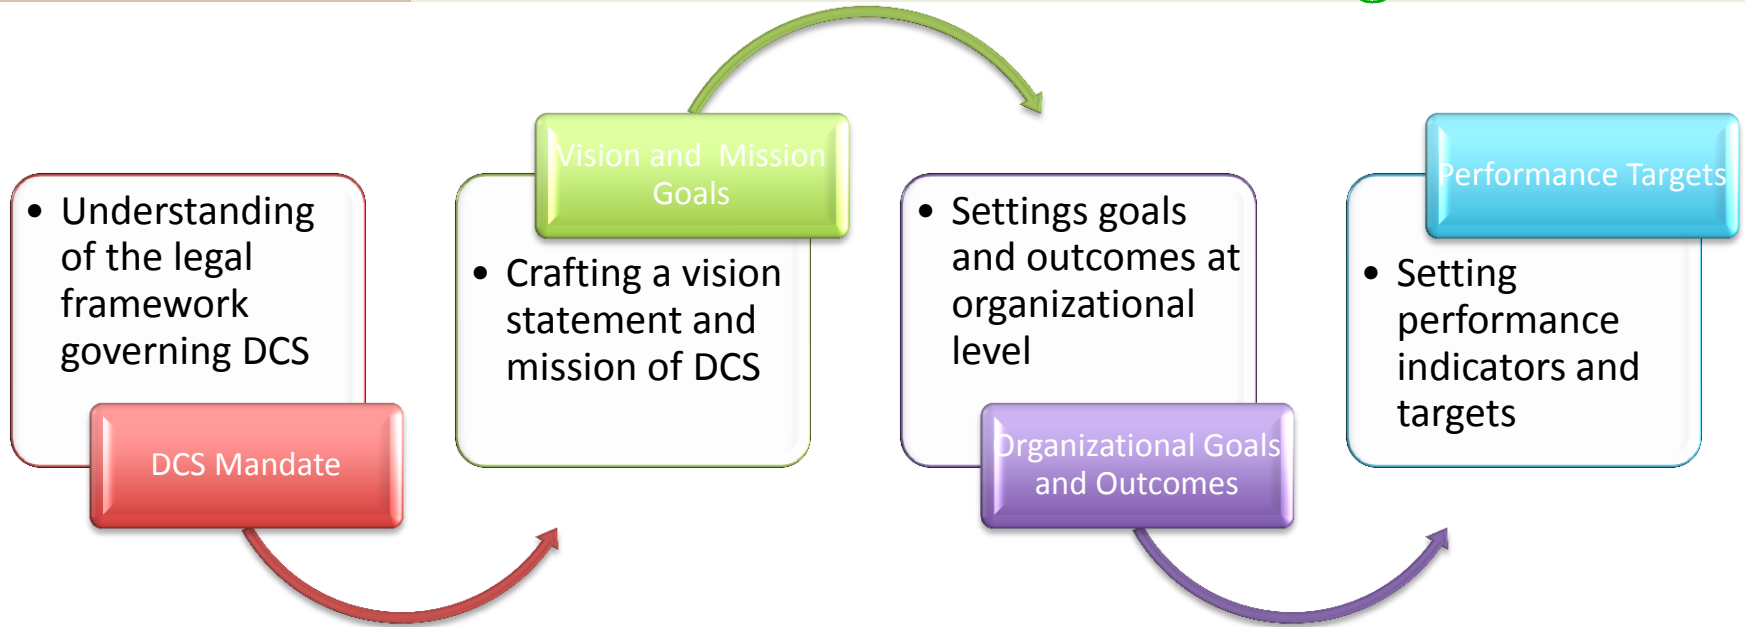 • Understanding
of the legal
framework
governing DCS
DCS Mandate
Vision and Mission
Goals
• Crafting a vision
statement and
mission of DCS
• Settings goals
and outcomes at
organizational
level
Organizational Goals
and Outcomes
Performance Targets
• Setting
performance
indicators and
targets